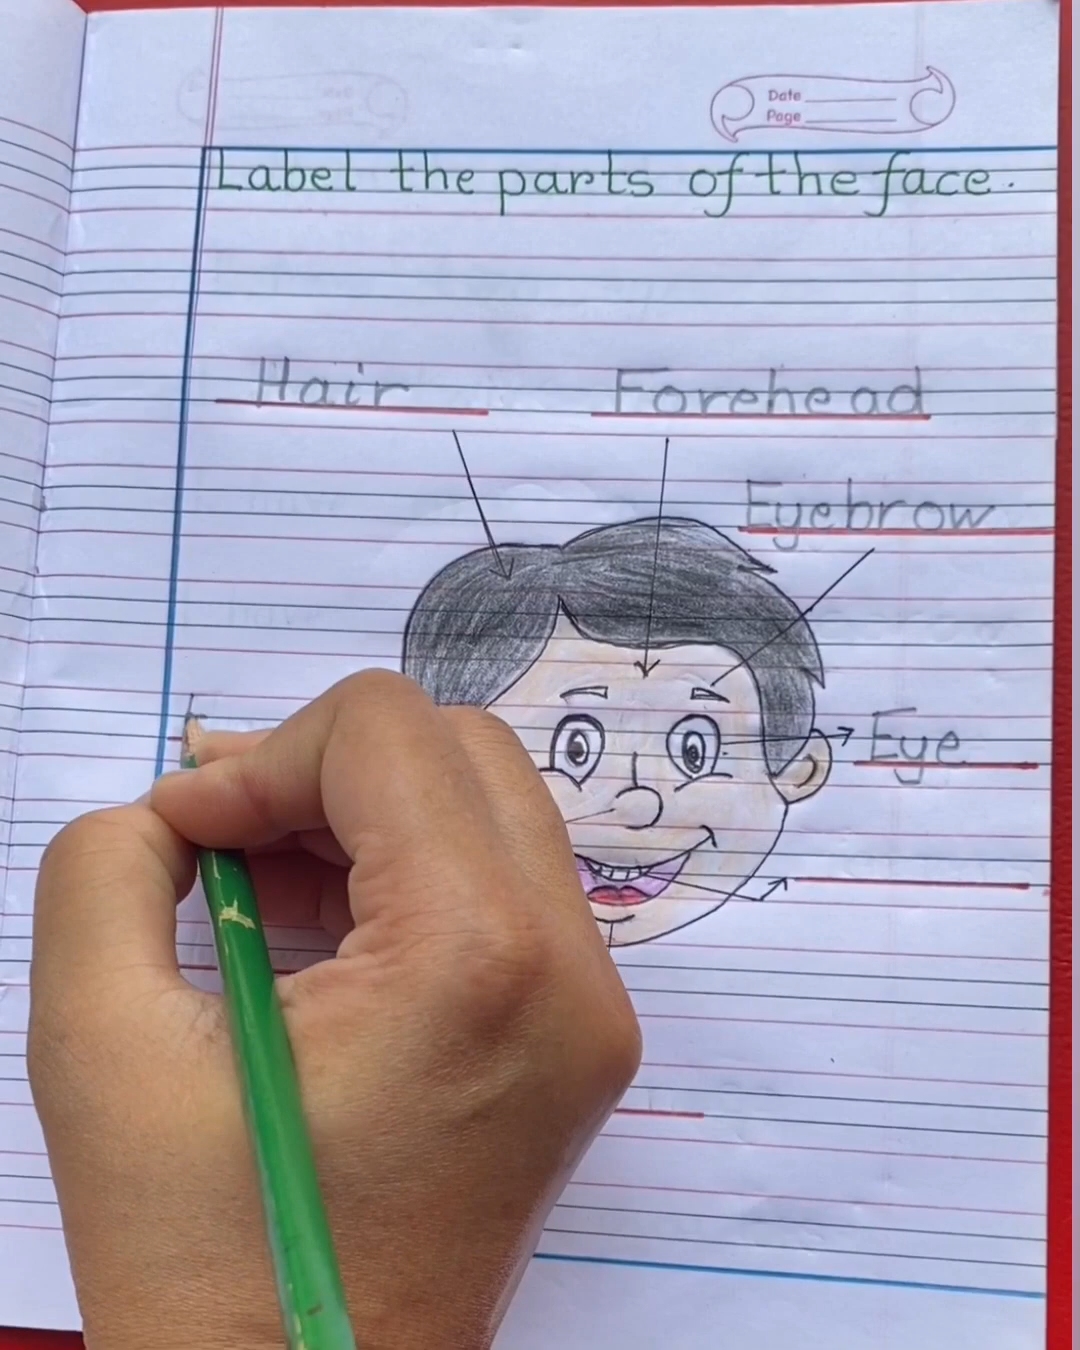 Date
Page
Label the parts of the face.
Hair Forehead
Eyebrow
Eye